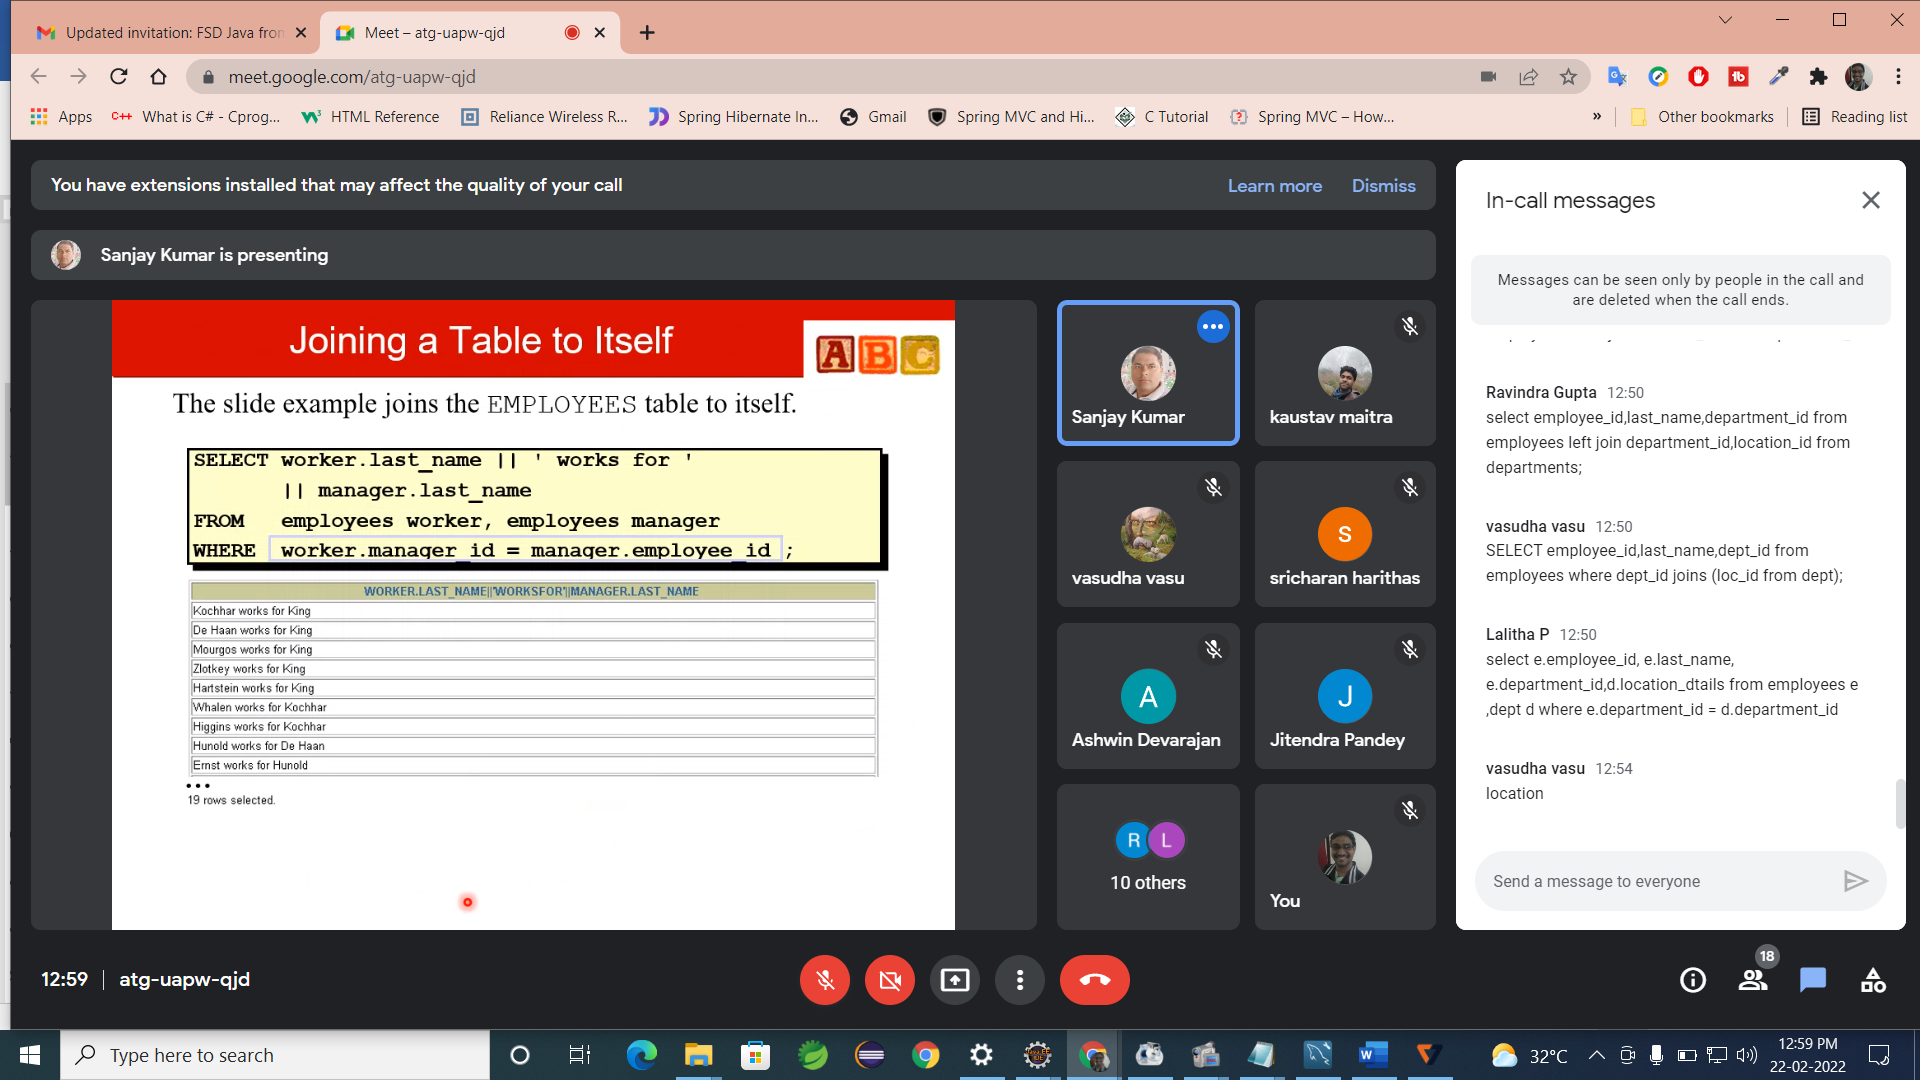 Updated invitation: FSD Java fron
Meet – atg-uapw-qjd
meet.google.com/atg-uapw-qjd
Apps
C++ What is C# - Cprog...
HTML Reference
Reliance Wireless R...
Spring Hibernate In...
Gmail
Spring MVC and Hi...
C Tutorial
Spring MVC – How...
»
Other bookmarks
Reading list
You have extensions installed that may affect the quality of your call
Learn more
Dismiss
Sanjay Kumar is presenting
Joining a Table to Itself
A B C
The slide example joins the EMPLOYEES table to itself.
SELECT worker.last_name || ' works for '
|| manager.last_name
FROM employees worker, employees manager
WHERE worker.manager_id = manager.employee_id ;
WORKER.LAST_NAME||'WORKSFOR'||MANAGER.LAST_NAME
Kochhar works for King
De Haan works for King
Mourgos works for King
Zlotkey works for King
Hartstein works for King
Whalen works for Kochhar
Higgins works for Kochhar
Hunold works for De Haan
Ernst works for Hunold
•••
19 rows selected.
Sanjay Kumar
kaustav maitra
vasudha vasu
S
sricharan harithas
A
Ashwin Devarajan
J
Jitendra Pandey
R L
10 others
You
In-call messages
Messages can be seen only by people in the call and
are deleted when the call ends.
Ravindra Gupta 12:50
select employee_id,last_name,department_id from
employees left join department_id,location_id from
departments;
vasudha vasu 12:50
SELECT employee_id,last_name,dept_id from
employees where dept_id joins (loc_id from dept);
Lalitha P 12:50
select e.employee_id, e.last_name,
e.department_id,d.location_dtails from employees e
,dept d where e.department_id = d.department_id
vasudha vasu 12:54
location
Send a message to everyone
12:59 | atg-uapw-qjd
18
Type here to search
32°C
12:59 PM
22-02-2022